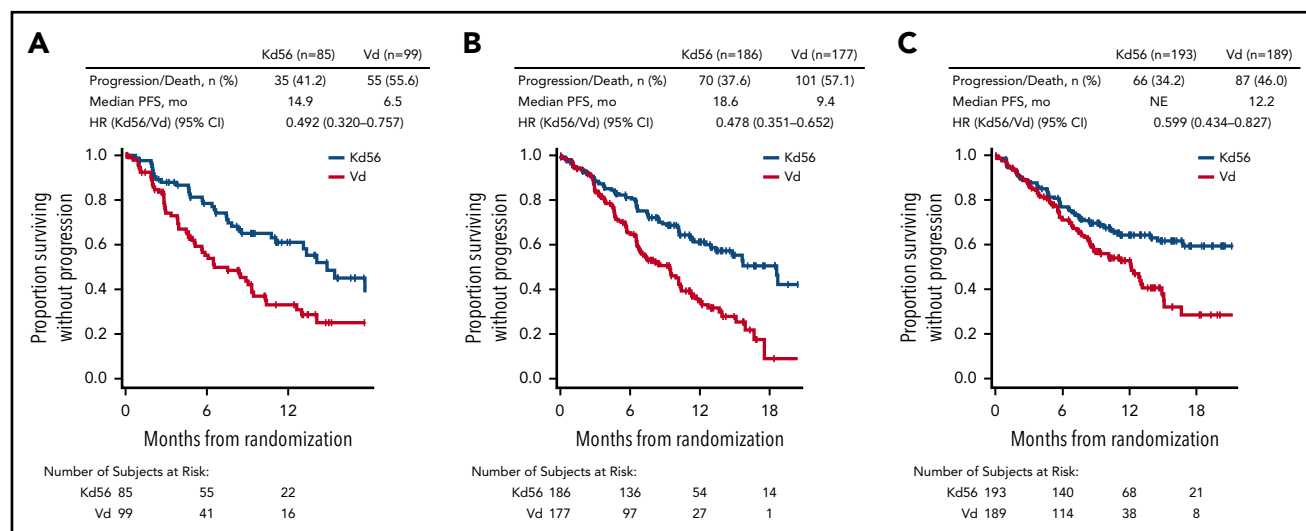 A
Kd56 (n=85) Vd (n=99)
Progression/Death, n (%) 35 (41.2) 55 (55.6)
Median PFS, mo 14.9 6.5
HR (Kd56/Vd) (95% CI) 0.492 (0.320–0.757)
1.0
0.8
0.6
0.4
0.2
0.0
Proportion surviving
without progression
Kd56
Vd
0 6 12
Months from randomization
Number of Subjects at Risk:
Kd56 85 55 22
Vd 99 41 16
B
Kd56 (n=186) Vd (n=177)
Progression/Death, n (%) 70 (37.6) 101 (57.1)
Median PFS, mo 18.6 9.4
HR (Kd56/Vd) (95% CI) 0.478 (0.351–0.652)
1.0
0.8
0.6
0.4
0.2
0.0
Proportion surviving
without progression
Kd56
Vd
0 6 12 18
Months from randomization
Number of Subjects at Risk:
Kd56 186 136 54 14
Vd 177 97 27 1
C
Kd56 (n=193) Vd (n=189)
Progression/Death, n (%) 66 (34.2) 87 (46.0)
Median PFS, mo NE 12.2
HR (Kd56/Vd) (95% CI) 0.599 (0.434–0.827)
1.0
0.8
0.6
0.4
0.2
0.0
Proportion surviving
without progression
Kd56
Vd
0 6 12 18
Months from randomization
Number of Subjects at Risk:
Kd56 193 140 68 21
Vd 189 114 38 8